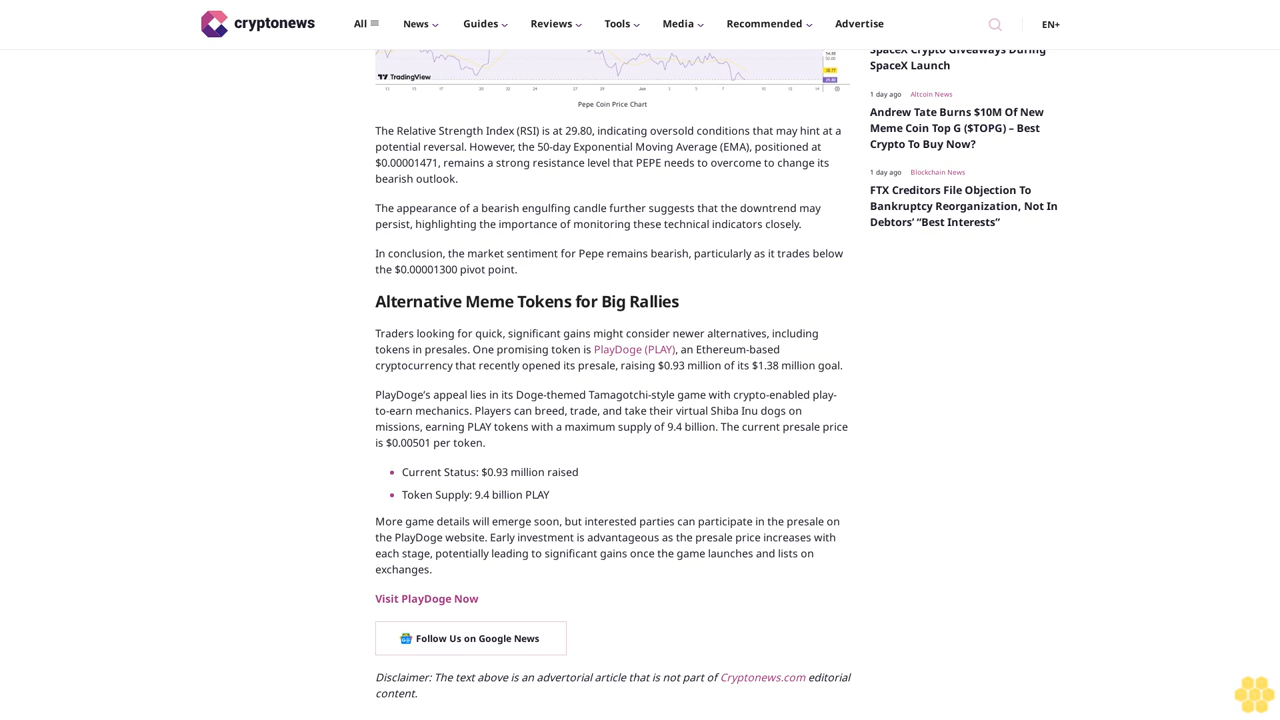 cryptonews
All
News
Guides
Reviews
Tools
Media
Recommended
Advertise
EN+
TradingView
Pepe Coin Price Chart
The Relative Strength Index (RSI) is at 29.80, indicating oversold conditions that may hint at a
potential reversal. However, the 50-day Exponential Moving Average (EMA), positioned at
$0.00001471, remains a strong resistance level that PEPE needs to overcome to change its
bearish outlook.
The appearance of a bearish engulfing candle further suggests that the downtrend may
persist, highlighting the importance of monitoring these technical indicators closely.
In conclusion, the market sentiment for Pepe remains bearish, particularly as it trades below
the $0.00001300 pivot point.
Alternative Meme Tokens for Big Rallies
Traders looking for quick, significant gains might consider newer alternatives, including
tokens in presales. One promising token is PlayDoge (PLAY), an Ethereum-based
cryptocurrency that recently opened its presale, raising $0.93 million of its $1.38 million goal.
PlayDoge’s appeal lies in its Doge-themed Tamagotchi-style game with crypto-enabled play-
to-earn mechanics. Players can breed, trade, and take their virtual Shiba Inu dogs on
missions, earning PLAY tokens with a maximum supply of 9.4 billion. The current presale price
is $0.00501 per token.
Current Status: $0.93 million raised
Token Supply: 9.4 billion PLAY
More game details will emerge soon, but interested parties can participate in the presale on
the PlayDoge website. Early investment is advantageous as the presale price increases with
each stage, potentially leading to significant gains once the game launches and lists on
exchanges.
Visit PlayDoge Now
Follow Us on Google News
Disclaimer: The text above is an advertorial article that is not part of Cryptonews.com editorial
content.
SpaceX Crypto Giveaways During
SpaceX Launch
1 day ago Altcoin News
Andrew Tate Burns $10M Of New
Meme Coin Top G ($TOPG) – Best
Crypto To Buy Now?
1 day ago Blockchain News
FTX Creditors File Objection To
Bankruptcy Reorganization, Not In
Debtors’ “Best Interests”